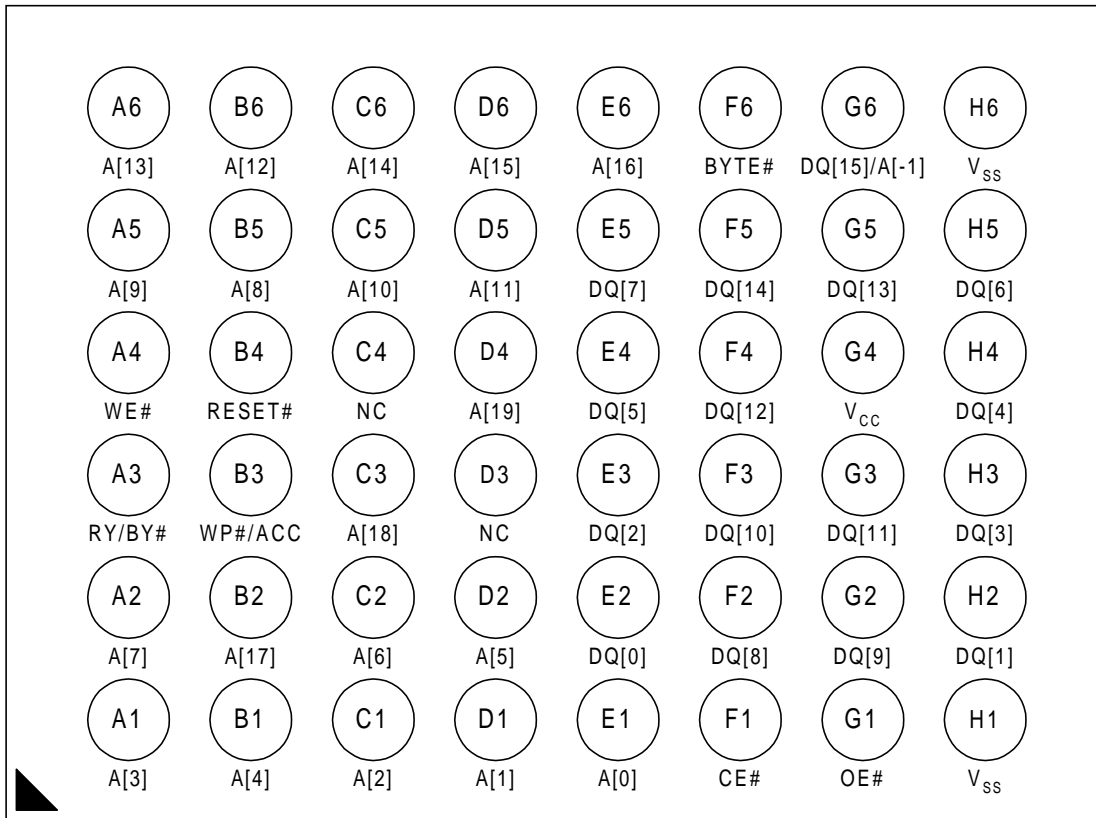 A6 B6 C6 D6 E6 F6 G6 H6
A[13] A[12] A[14] A[15] A[16] BYTE# DQ[15]/A[-1] VSS
A5 B5 C5 D5 E5 F5 G5 H5
A[9] A[8] A[10] A[11] DQ[7] DQ[14] DQ[13] DQ[6]
A4 B4 C4 D4 E4 F4 G4 H4
WE# RESET# NC A[19] DQ[5] DQ[12] VCC DQ[4]
A3 B3 C3 D3 E3 F3 G3 H3
RY/BY# WP#/ACC A[18] NC DQ[2] DQ[10] DQ[11] DQ[3]
A2 B2 C2 D2 E2 F2 G2 H2
A[7] A[17] A[6] A[5] DQ[0] DQ[8] DQ[9] DQ[1]
A1 B1 C1 D1 E1 F1 G1 H1
A[3] A[4] A[2] A[1] A[0] CE# OE# VSS